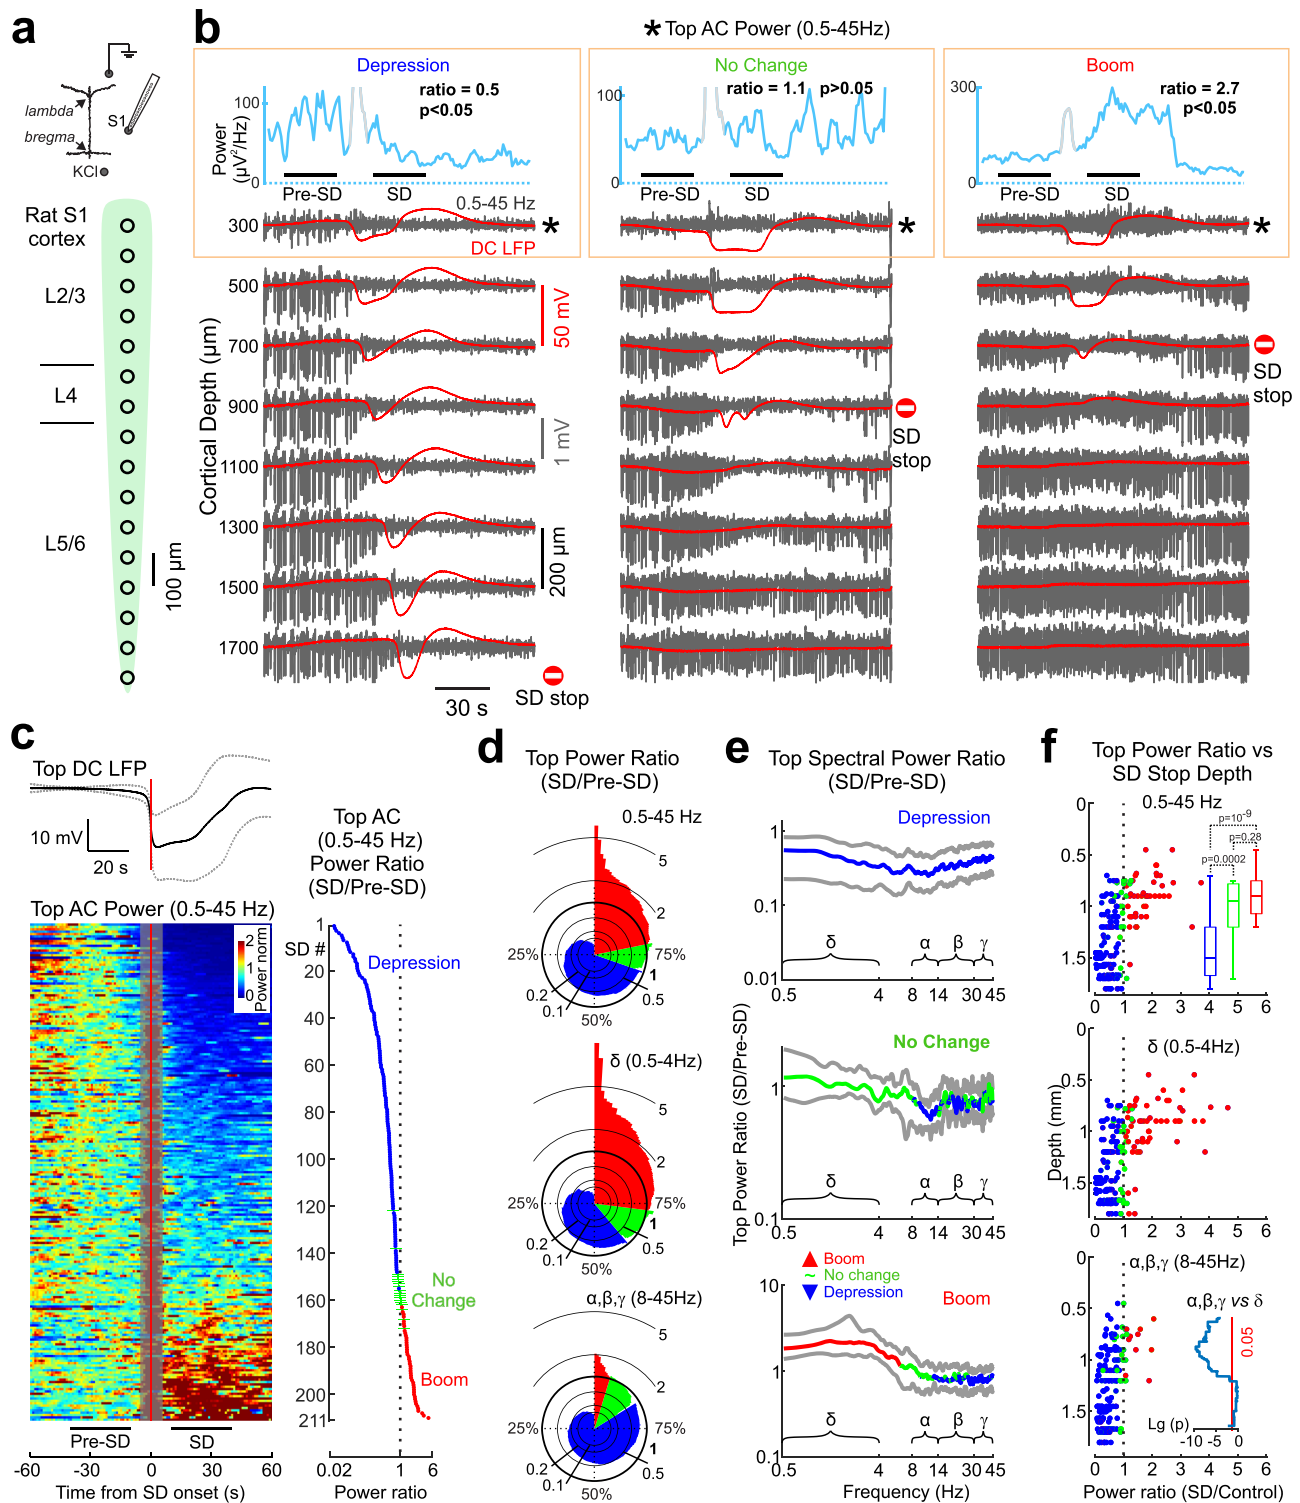 a
lambda
bregma
S1
KCl
Rat S1
cortex
L2/3
L4
L5/6
100 µm
b
* Top AC Power (0.5-45Hz)
Depression
ratio = 0.5
p<0.05
100
0
Power
(µV²/Hz)
Pre-SD
SD
0.5-45 Hz
DC LFP
*
No Change
ratio = 1.1 p>0.05
100
0
Pre-SD
SD
*
Boom
ratio = 2.7
p<0.05
300
0
Pre-SD
SD
*
Cortical Depth (µm)
300
500
700
900
1100
1300
1500
1700
50 mV
1 mV
200 µm
30 s
SD stop
SD
stop
SD
stop
c
Top DC LFP
10 mV
20 s
Top AC Power (0.5-45 Hz)
2
1
0
Power norm
Pre-SD
SD
-60
-30
0
30
60
Time from SD onset (s)
Top AC
(0.5-45 Hz)
Power Ratio
(SD/Pre-SD)
1
SD #
20
40
60
80
100
120
140
160
180
200
211
Depression
No
Change
Boom
0.02
1
6
Power ratio
d
Top Power Ratio
(SD/Pre-SD)
0.5-45 Hz
5
2
25%
75%
1
0.5
0.2
0.1
50%
δ (0.5-4Hz)
5
2
25%
75%
1
0.5
0.2
0.1
50%
α,β,γ (8-45Hz)
5
2
25%
75%
1
0.5
0.2
0.1
50%
e
Top Spectral Power Ratio
(SD/Pre-SD)
Depression
1
0.1
0.01
δ
α
β
γ
0.5
4
8
14
30
45
No Change
1
0.1
δ
α
β
γ
0.5
4
8
14
30
45
Top Power Ratio (SD/Pre-SD)
Boom
~ No change
Depression
Boom
10
1
0.1
δ
α
β
γ
0.5
4
8
14
30
45
Frequency (Hz)
f
Top Power Ratio vs
SD Stop Depth
0.5-45 Hz
p=10⁻⁹
p=0.28
p=0.0002
0
0.5
1
1.5
0
1
2
3
4
5
6
δ (0.5-4Hz)
0
0.5
1
1.5
Depth (mm)
α,β,γ (8-45Hz)
0
0.5
1
1.5
α,β,γ vs δ
0.05
Lg (p)
-10
-5
0
0
1
2
3
4
5
6
Power ratio (SD/Control)